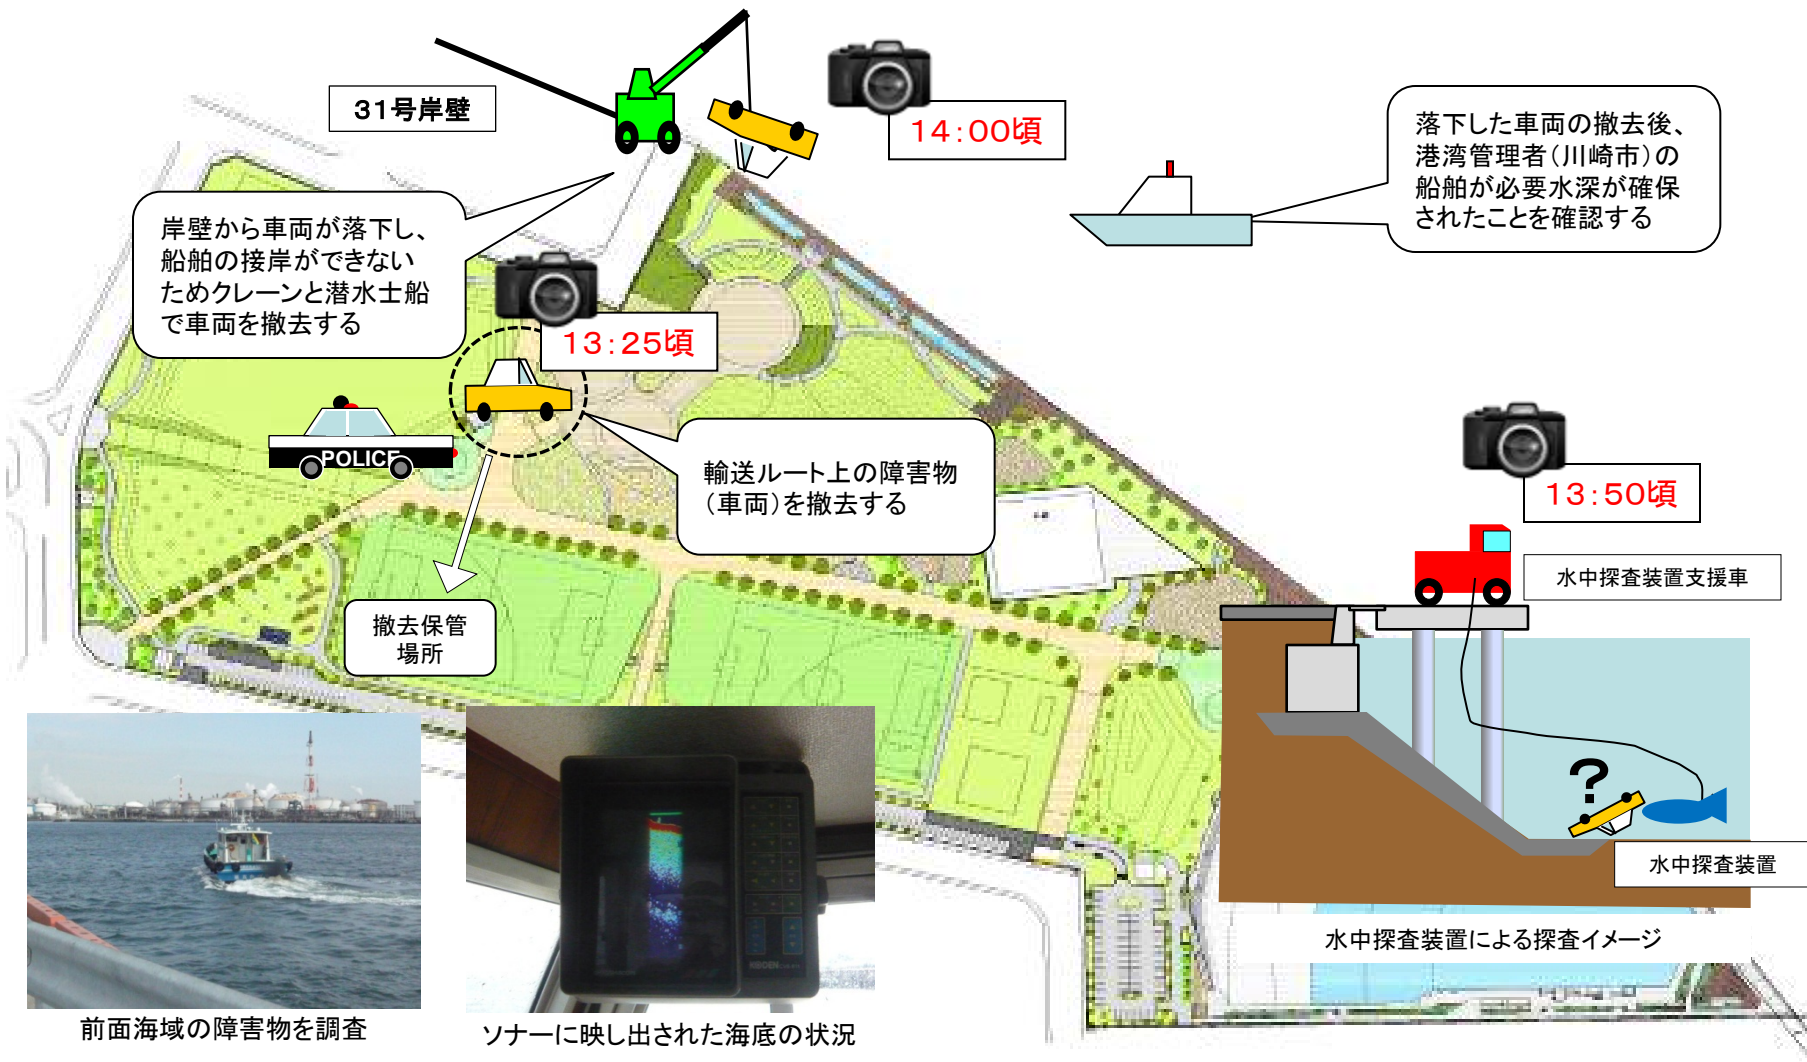 31号岸壁
14:00頃
落下した車両の撤去後、
港湾管理者(川崎市)の
船舶が必要水深が確保
されたことを確認する
岸壁から車両が落下し、
船舶の接岸ができない
ためクレーンと潜水士船
で車両を撤去する
13:25頃
POLICE
輸送ルート上の障害物
(車両)を撤去する
13:50頃
水中探査装置支援車
撤去保管
場所
?
水中探査装置
水中探査装置による探査イメージ
前面海域の障害物を調査
ソナーに映し出された海底の状況